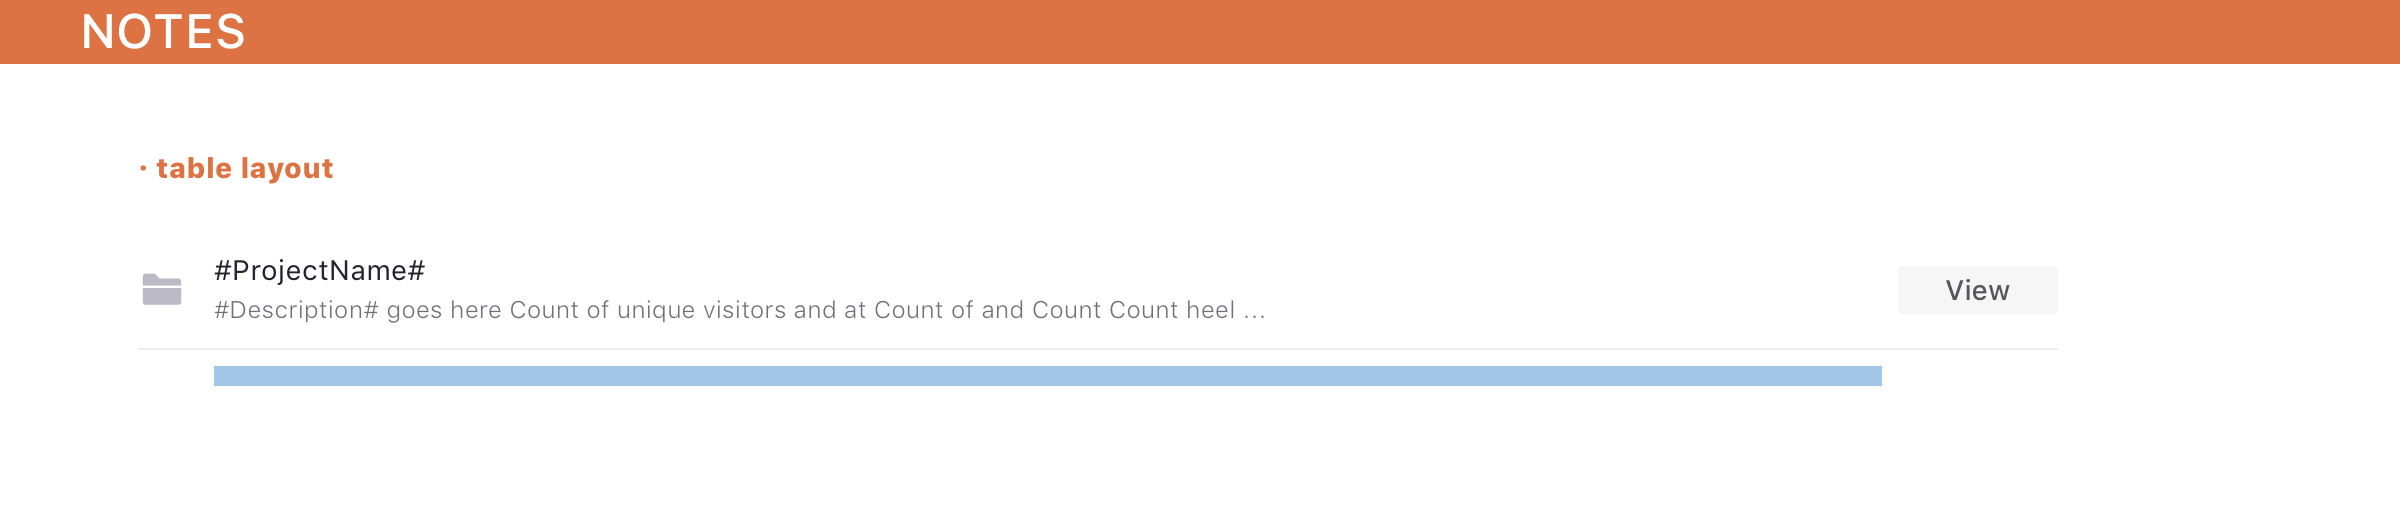 NOTES
· table layout
#ProjectName#
#Description# goes here Count of unique visitors and at Count of and Count Count heel ...
View